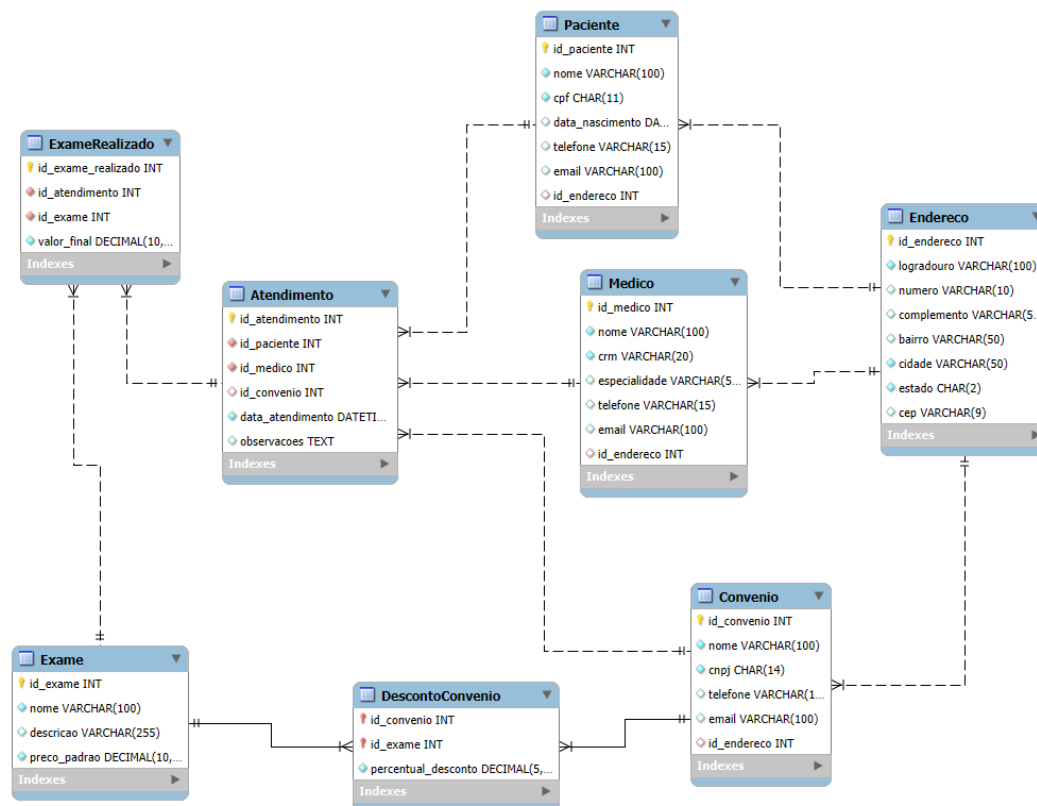 Paciente
id_paciente INT
nome VARCHAR(100)
cpf CHAR(11)
data_nascimento DA...
telefone VARCHAR(15)
email VARCHAR(100)
id_endereco INT
Indexes
ExameRealizado
id_exame_realizado INT
id_atendimento INT
id_exame INT
valor_final DECIMAL(10,...
Indexes
Endereco
id_endereco INT
logradouro VARCHAR(100)
numero VARCHAR(10)
complemento VARCHAR(5...
bairro VARCHAR(50)
cidade VARCHAR(50)
estado CHAR(2)
cep VARCHAR(9)
Indexes
Atendimento
id_atendimento INT
id_paciente INT
id_medico INT
id_convenio INT
data_atendimento DATETI...
observacoes TEXT
Indexes
Medico
id_medico INT
nome VARCHAR(100)
crm VARCHAR(20)
especialidade VARCHAR(5...
telefone VARCHAR(15)
email VARCHAR(100)
id_endereco INT
Indexes
Convenio
id_convenio INT
nome VARCHAR(100)
cnpj CHAR(14)
telefone VARCHAR(1...
email VARCHAR(100)
id_endereco INT
Indexes
Exame
id_exame INT
nome VARCHAR(100)
descricao VARCHAR(255)
preco_padrao DECIMAL(10,...
Indexes
DescontoConvenio
id_convenio INT
id_exame INT
percentual_desconto DECIMAL(5,...
Indexes